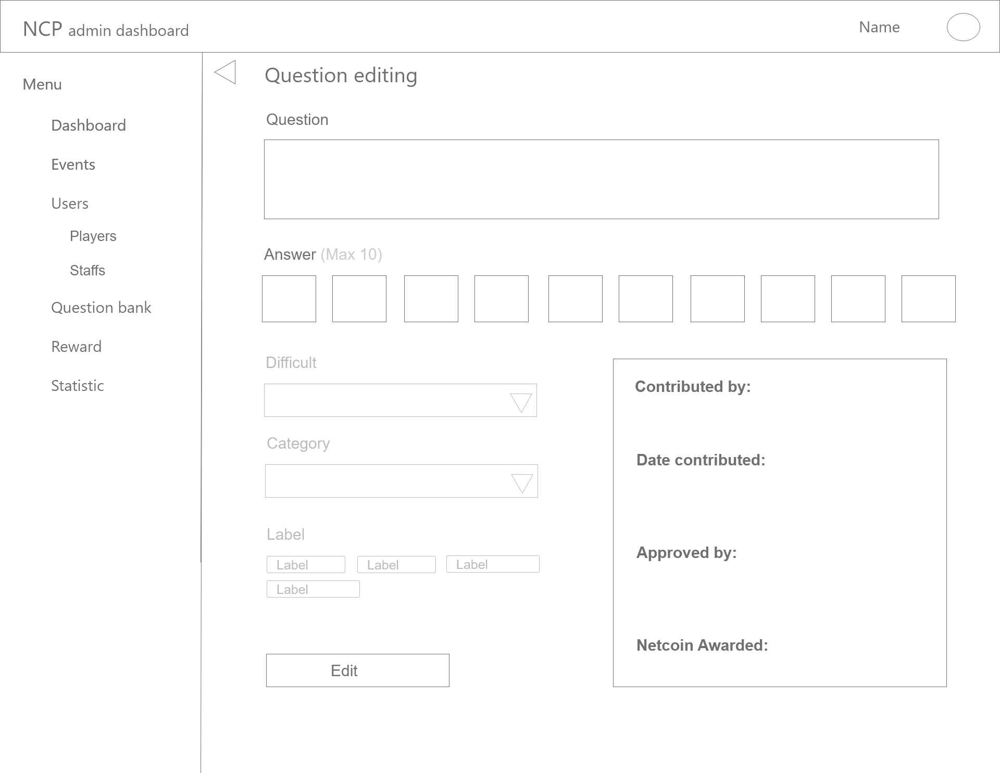 NCP admin dashboard
Name
Menu
Dashboard
Events
Users
Players
Staffs
Question bank
Reward
Statistic
Question editing
Question
Answer (Max 10)
Difficult
Category
Label
Label Label Label
Label
Edit
Contributed by:
Date contributed:
Approved by:
Netcoin Awarded: